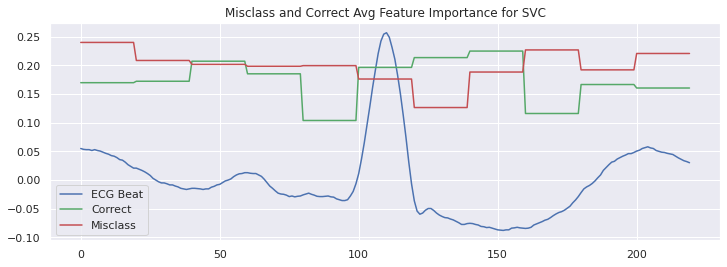 Misclass and Correct Avg Feature Importance for SVC
0.25
0.20
0.15
0.10
0.05
0.00
−0.05
−0.10
ECG Beat
Correct
Misclass
0 50 100 150 200